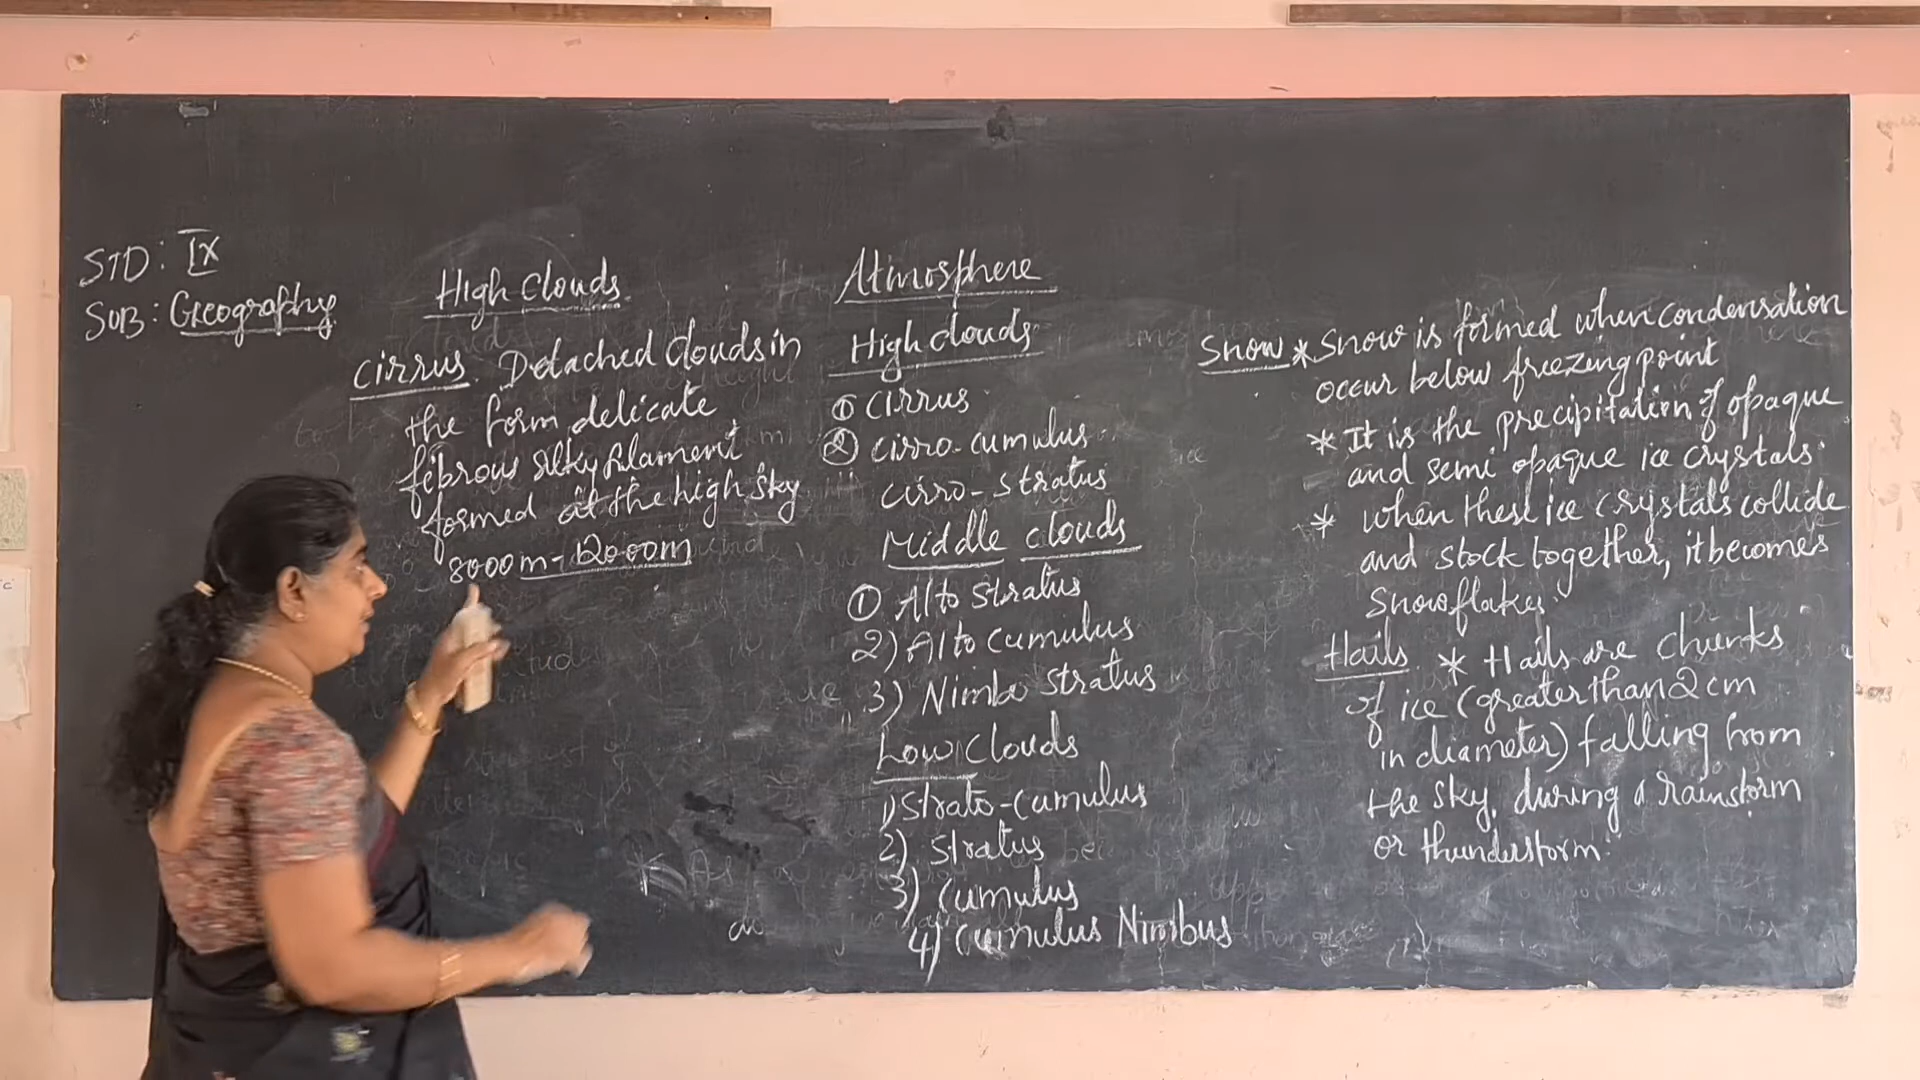 STD: IX
SUB: Geography
High Clouds
Cirrus. Detached Clouds in
the form delicate
fibrous silky filament
formed at the high sky
8000m - 12000m
Atmosphere
High clouds
① Cirrus
② Cirro-cumulus
Cirro-stratus
Middle clouds
① Alto Stratus
2) Alto cumulus
3) Nimbo Stratus
Low Clouds
1) Strato-Cumulus
2) Stratus
3) Cumulus
4) Cumulus Nimbus
Snow * Snow is formed when condensation
occur below freezing point
* It is the precipitation of opaque
and semi opaque ice crystals.
* when these ice crystals collide
and stock together, it becomes
Snowflakes.
Hails * Hails are chunks
of ice (greater than 2 cm
in diameter) falling from
the sky, during a rainstorm
or thunderstorm.